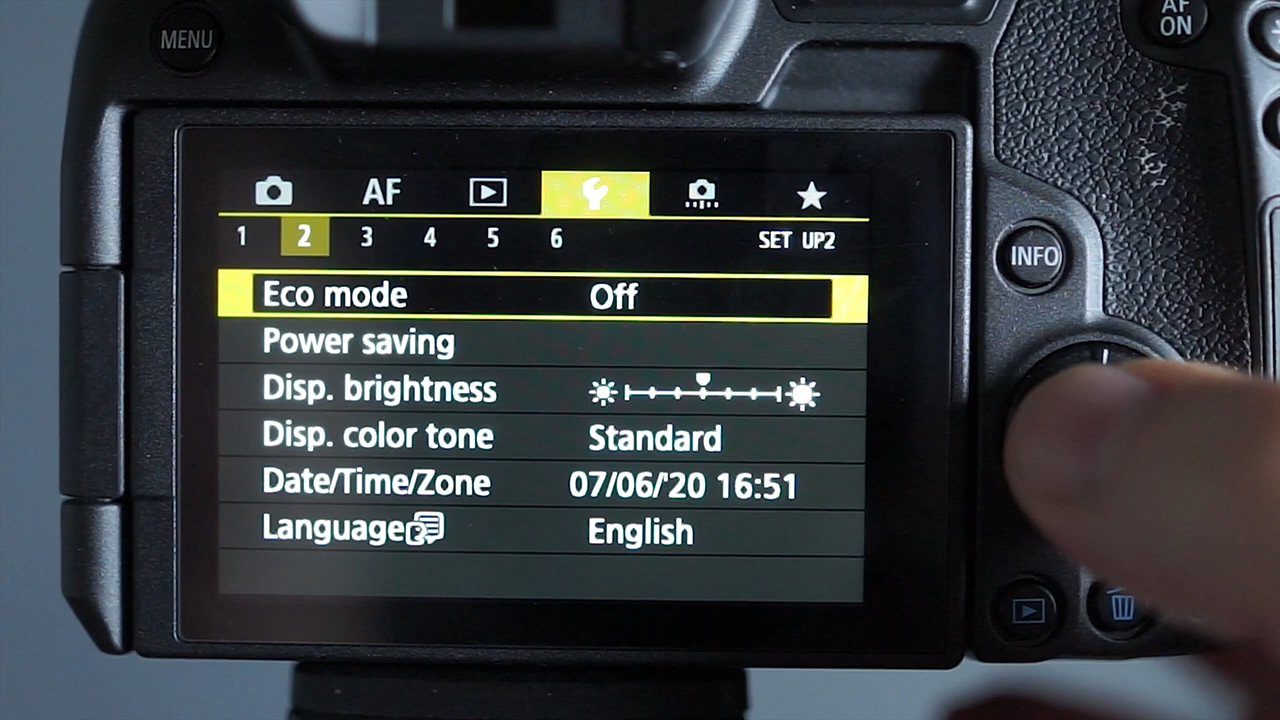 MENU
AF
ON
AF
1 2 3 4 5 6 SET UP2
INFO
Eco mode Off
Power saving
Disp. brightness
Disp. color tone Standard
Date/Time/Zone 07/06/'20 16:51
Language English